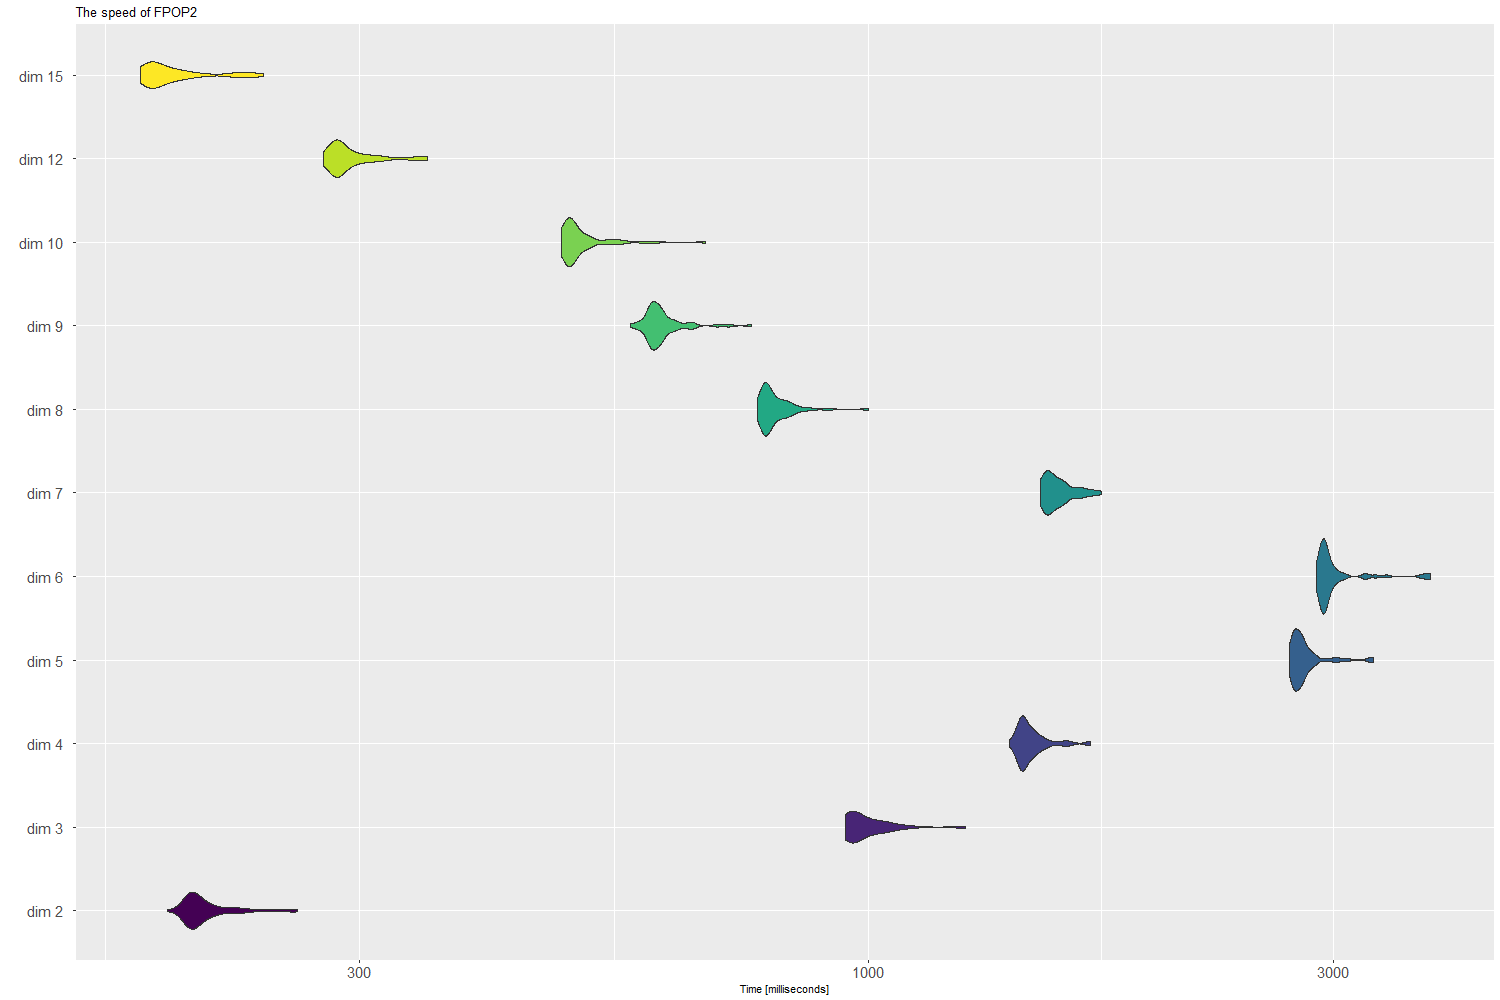 The speed of FPOP2
dim 15
dim 12
dim 10
dim 9
dim 8
dim 7
dim 6
dim 5
dim 4
dim 3
dim 2
300
1000
3000
Time [milliseconds]